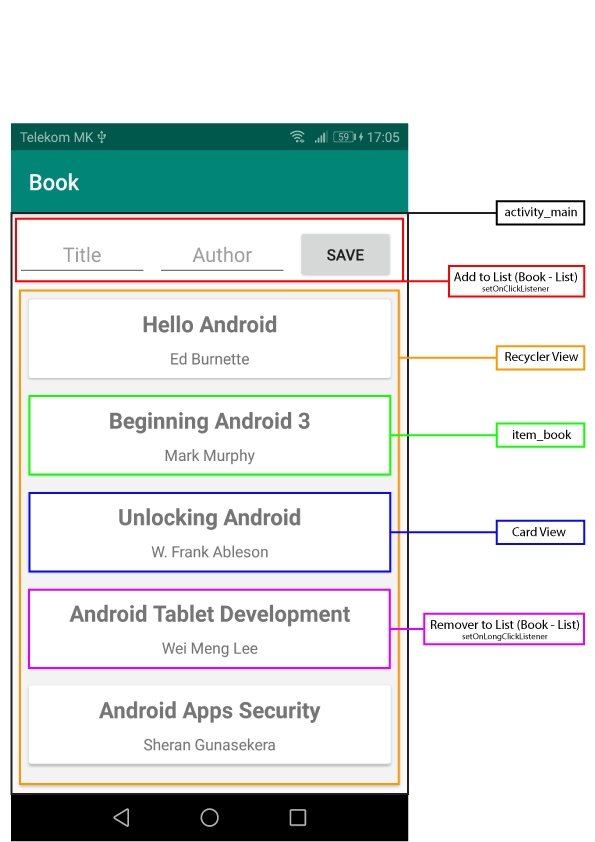 Telekom MK 59 17:05
Book
activity_main
Title Author SAVE
Add to List (Book - List)
setOnClickListener
Hello Android
Ed Burnette
Recycler View
Beginning Android 3
Mark Murphy
item_book
Unlocking Android
W. Frank Ableson
Card View
Android Tablet Development
Wei Meng Lee
Remover to List (Book - List)
setOnLongClickListener
Android Apps Security
Sheran Gunasekera